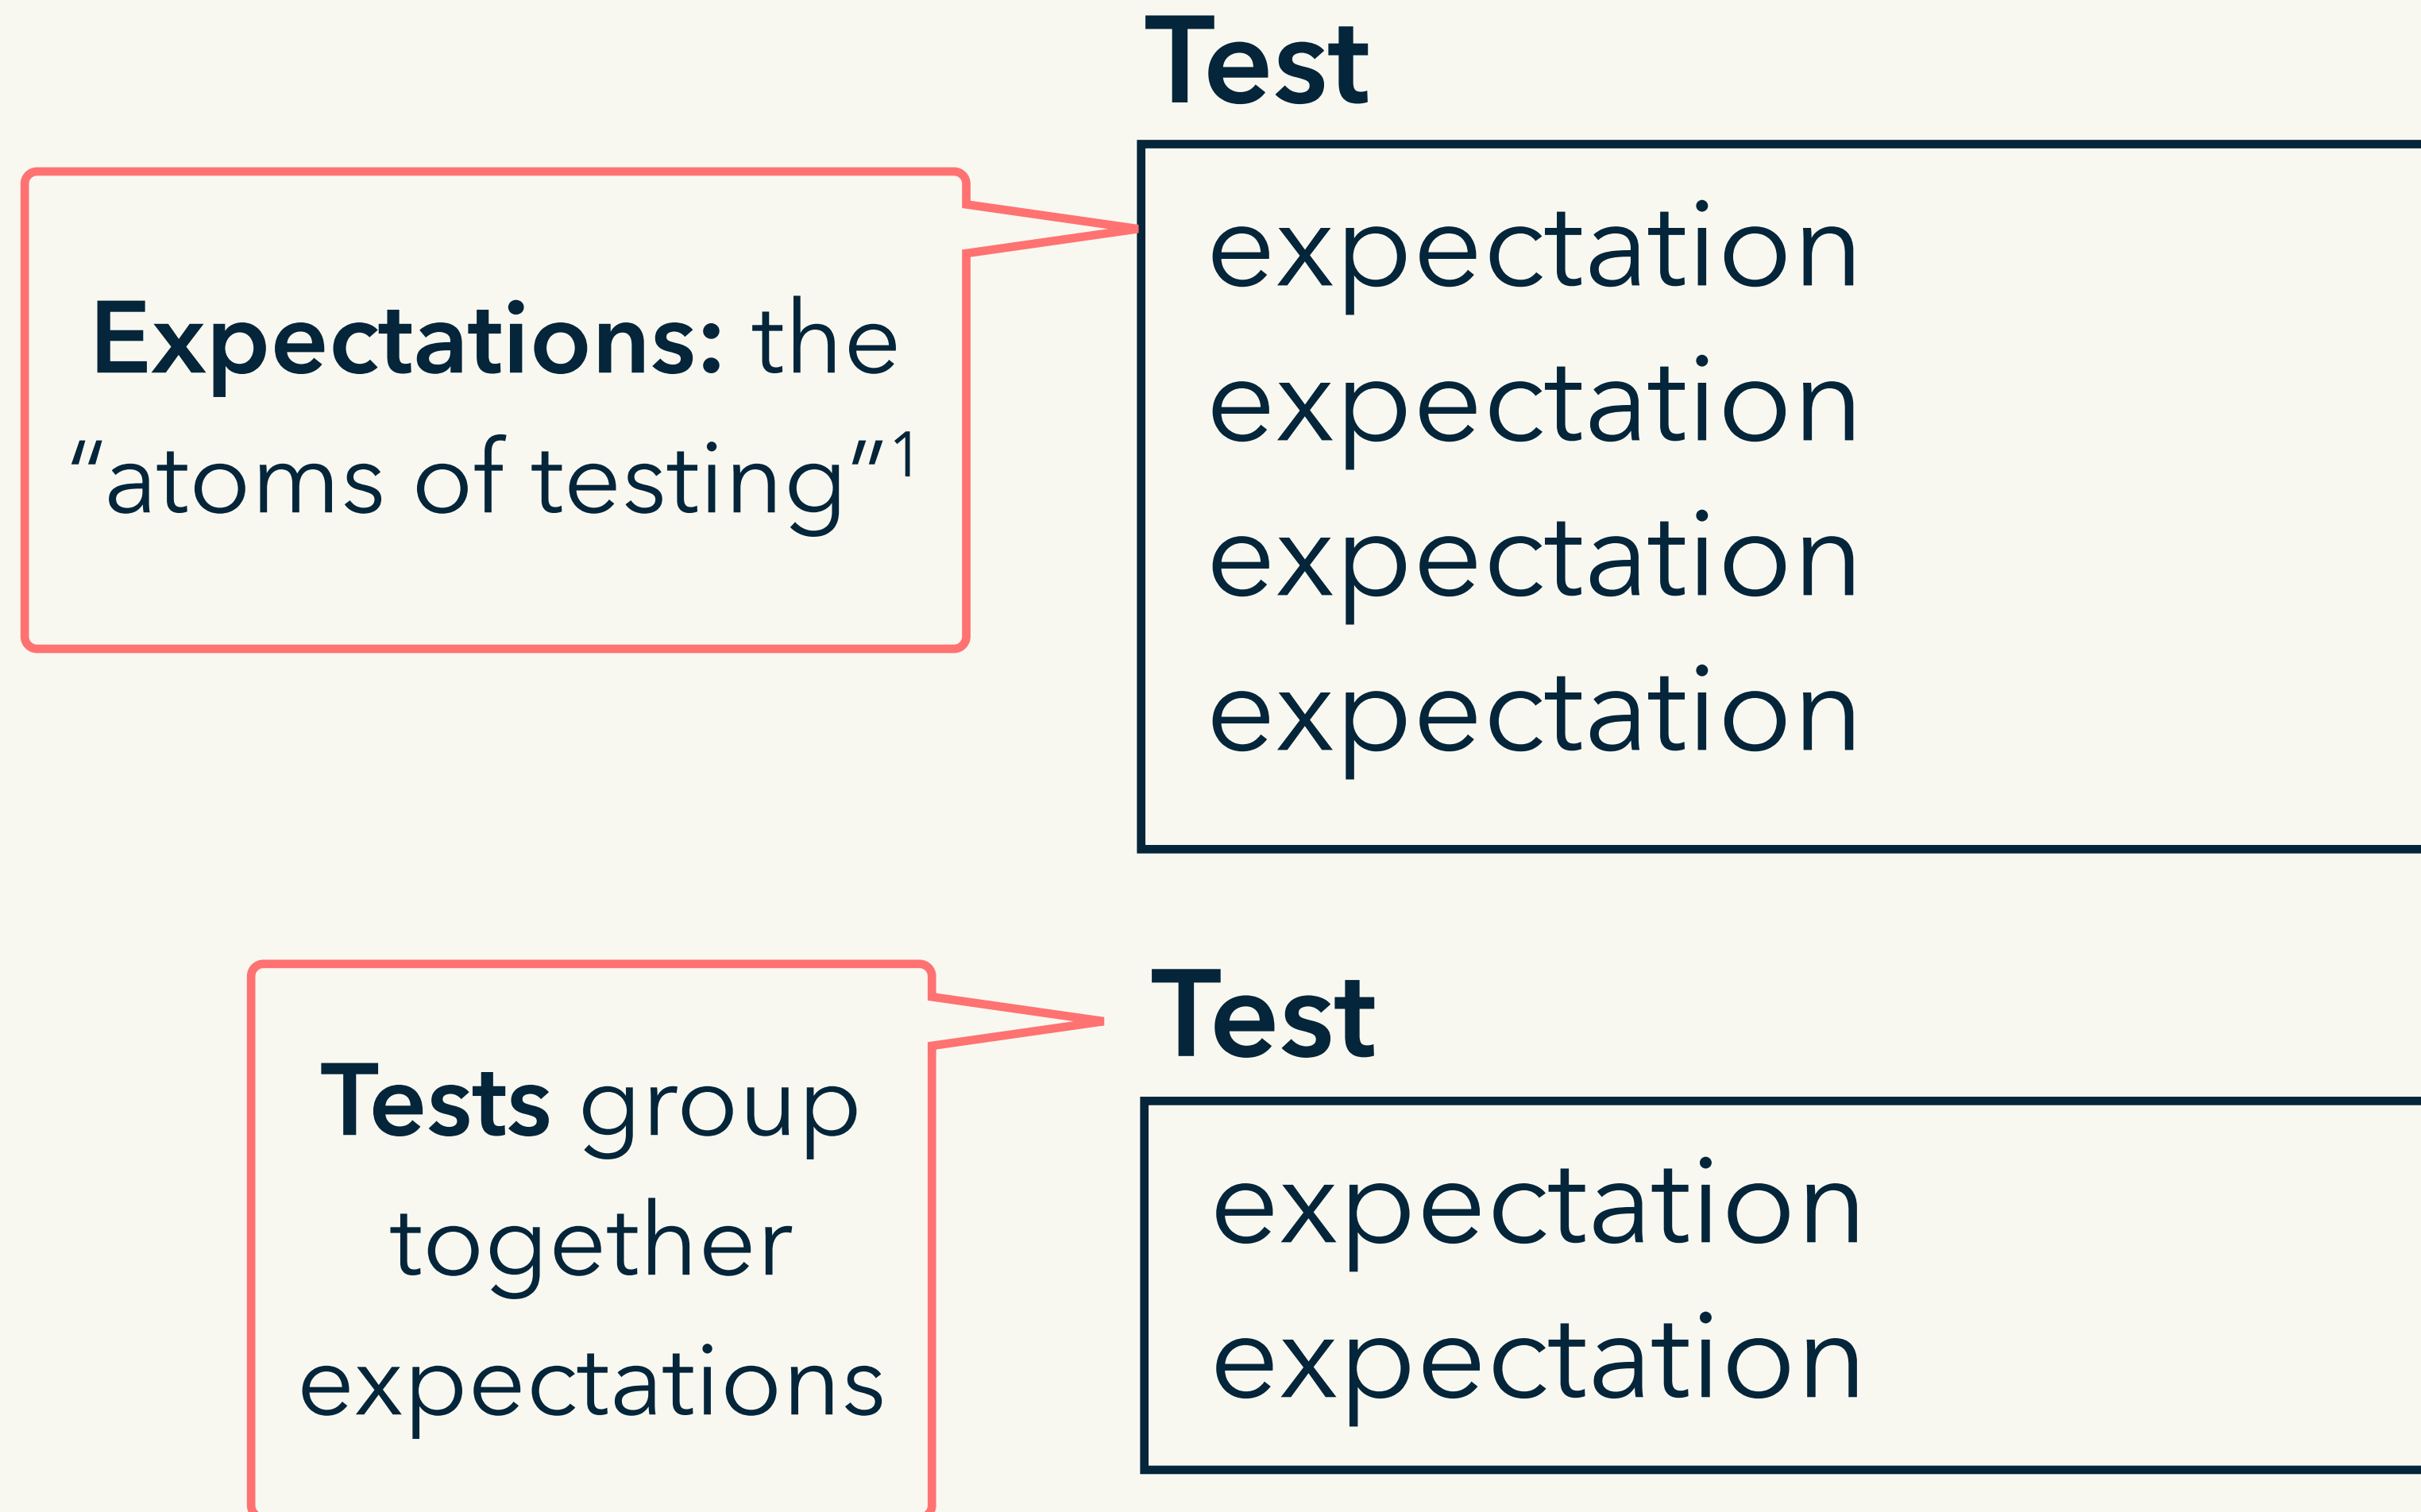 Test
Expectations: the
“atoms of testing“¹
expectation
expectation
expectation
expectation
Test
Tests group
together
expectations
expectation
expectation